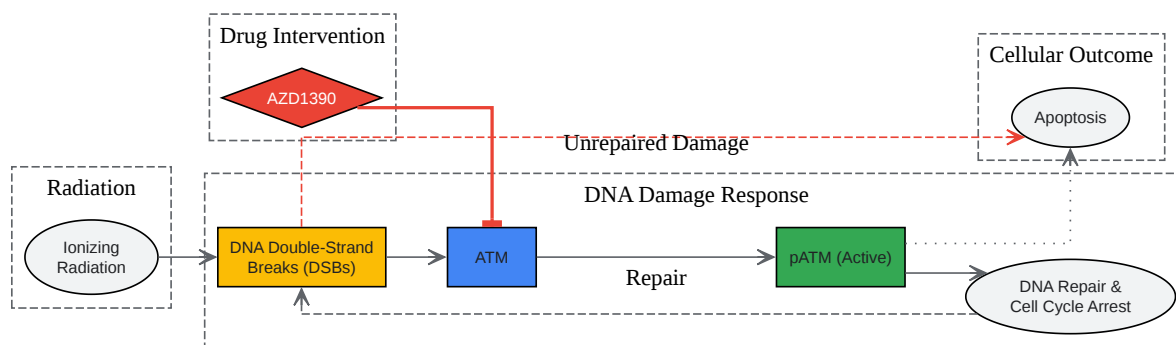 Drug Intervention
AZD1390
Cellular Outcome
Apoptosis
Unrepaired Damage
Radiation
Ionizing
Radiation
DNA Damage Response
DNA Double-Strand
Breaks (DSBs)
ATM
Repair
pATM (Active)
DNA Repair &
Cell Cycle Arrest